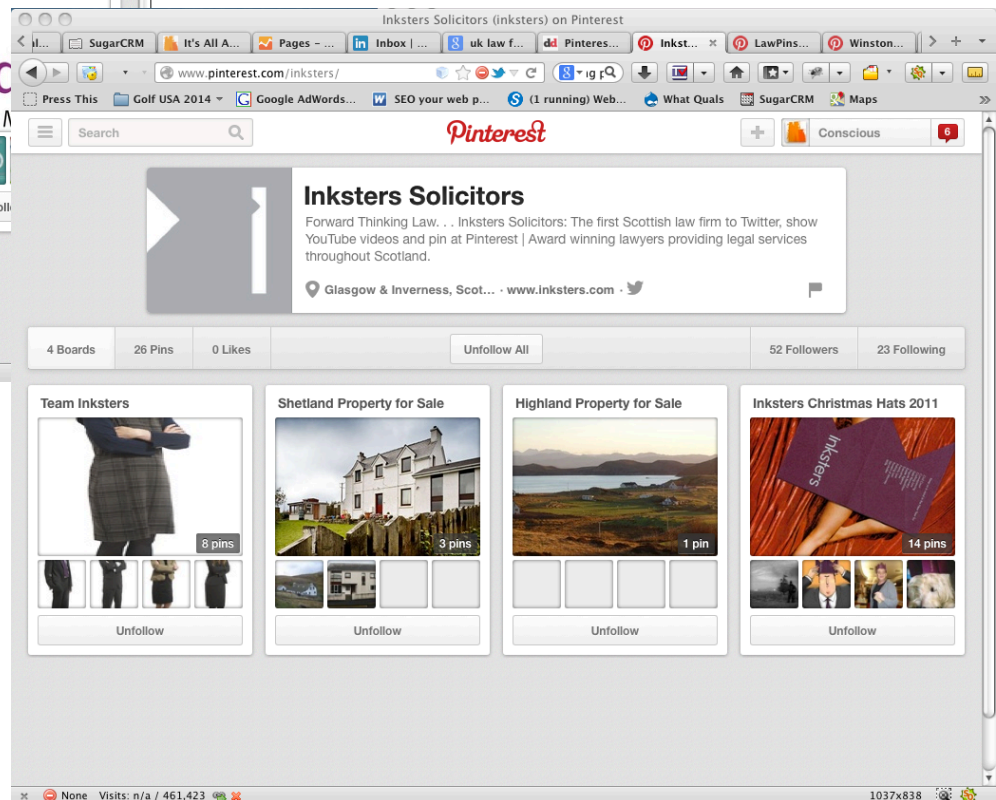 Inksters Solicitors (inksters) on Pinterest
SugarCRM
It's All A...
Pages – ...
Inbox | ...
uk law f...
Pinteres...
Inkst...
LawPins...
Winston...
www.pinterest.com/inksters/
Press This
Golf USA 2014
Google AdWords...
SEO your web p...
(1 running) Web...
What Quals
SugarCRM
Maps
Search
Pinterest
Conscious
6
Inksters Solicitors
Forward Thinking Law. . . Inksters Solicitors: The first Scottish law firm to Twitter, show
YouTube videos and pin at Pinterest | Award winning lawyers providing legal services
throughout Scotland.
Glasgow & Inverness, Scot... · www.inksters.com ·
4 Boards
26 Pins
0 Likes
Unfollow All
52 Followers
23 Following
Team Inksters
8 pins
Unfollow
Shetland Property for Sale
3 pins
Unfollow
Highland Property for Sale
1 pin
Unfollow
Inksters Christmas Hats 2011
Inksters
14 pins
Unfollow
None Visits: n/a / 461,423
1037x838